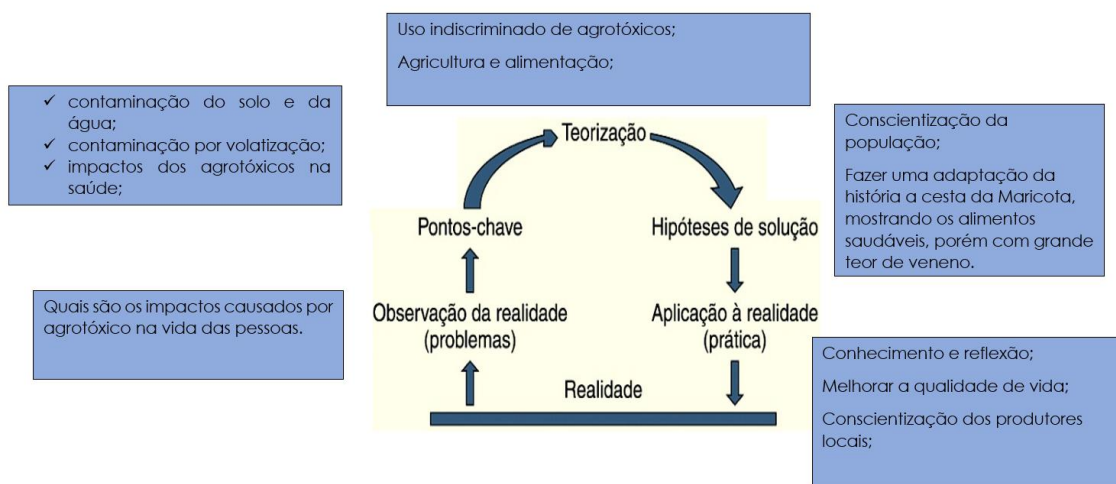 Uso indiscriminado de agrotóxicos;
Agricultura e alimentação;
✓ contaminação do solo e da
água;
✓ contaminação por volatização;
✓ impactos dos agrotóxicos na
saúde;
Teorização
Conscientização da
população;
Fazer uma adaptação da
história a cesta da Maricota,
mostrando os alimentos
saudáveis, porém com grande
teor de veneno.
Pontos-chave
Hipóteses de solução
Quais são os impactos causados por
agrotóxico na vida das pessoas.
Observação da realidade
(problemas)
Aplicação à realidade
(prática)
Realidade
Conhecimento e reflexão;
Melhorar a qualidade de vida;
Conscientização dos produtores
locais;